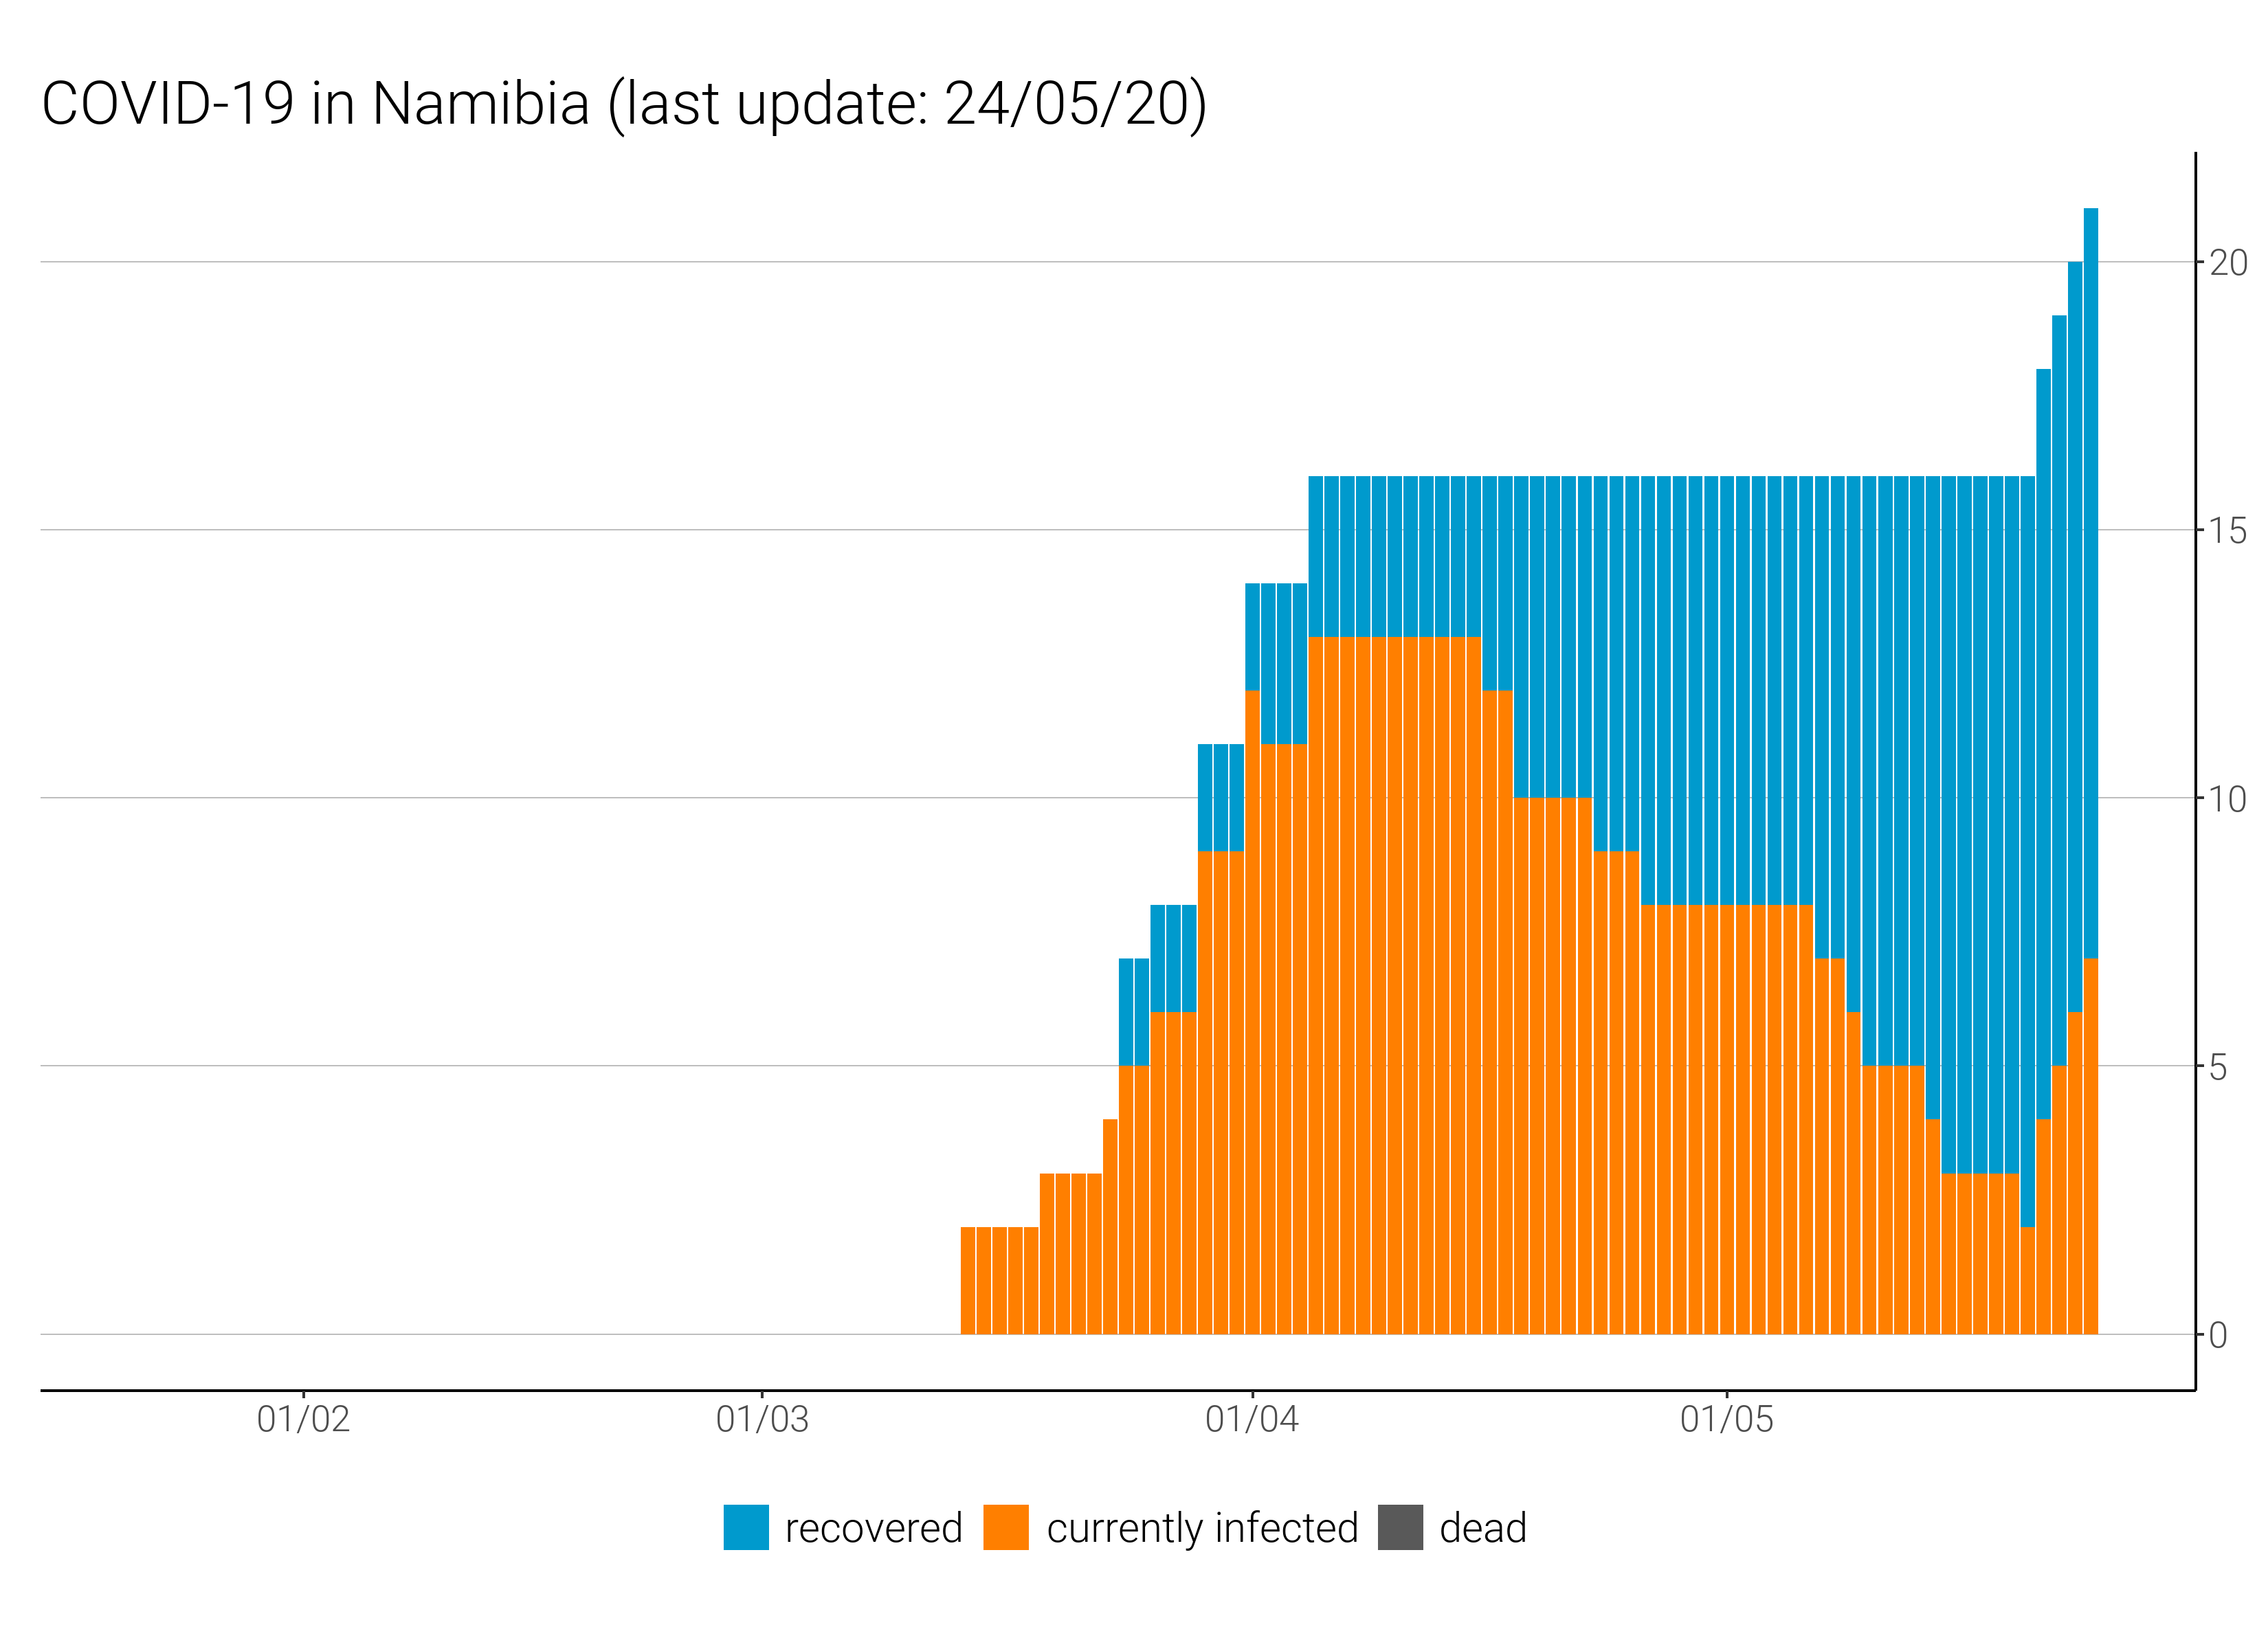 COVID-19 in Namibia (last update: 24/05/20)
20
15
10
5
0
01/02 01/03 01/04 01/05
recovered currently infected dead